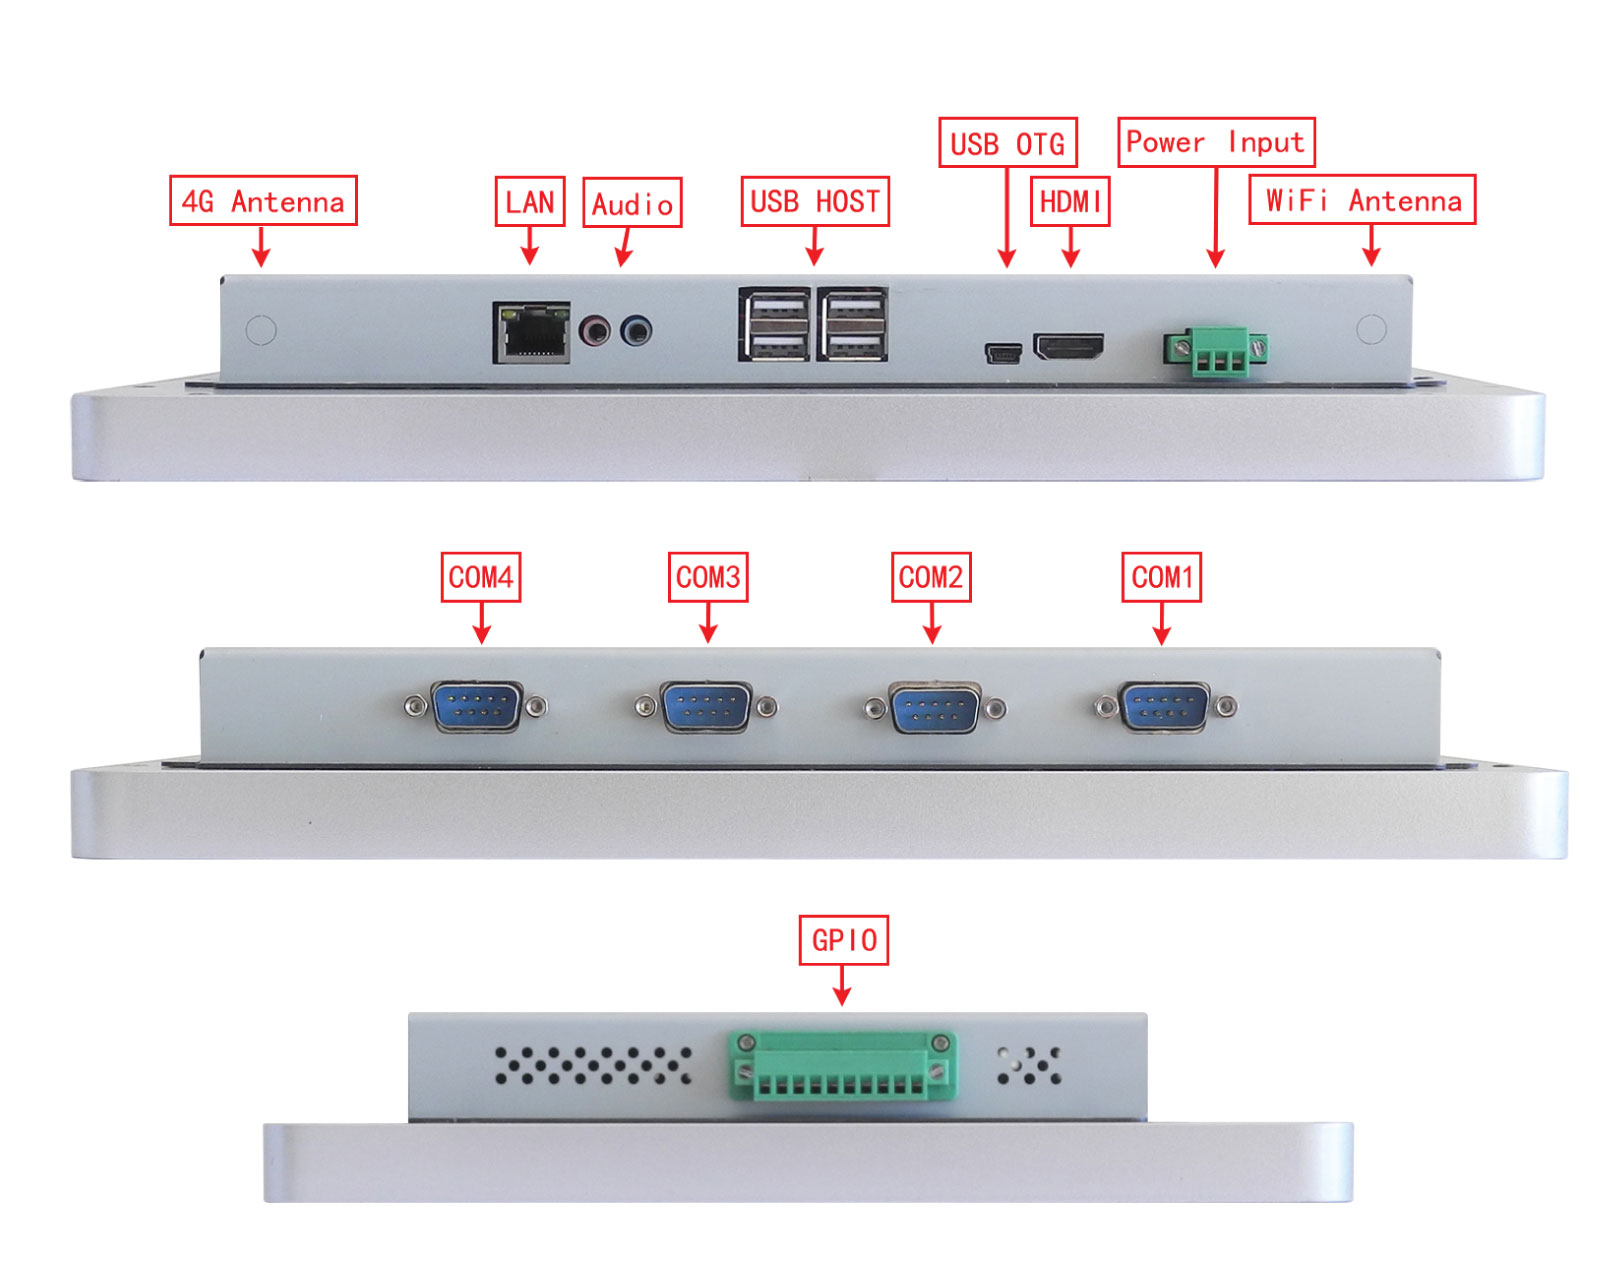 USB OTG
Power Input
4G Antenna
LAN
Audio
USB HOST
HDMI
WiFi Antenna
COM4
COM3
COM2
COM1
GPIO